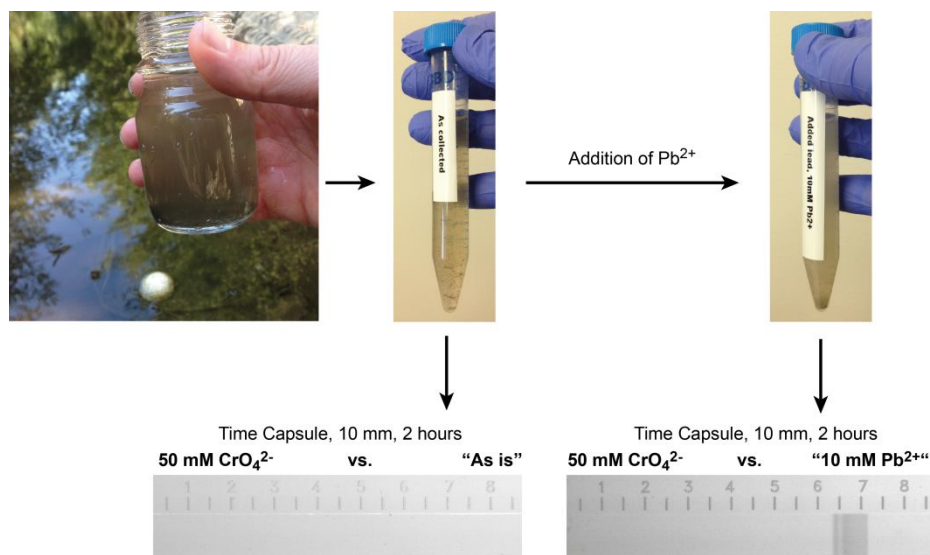 As collected
Addition of Pb2+
Added lead, 10mM Pb2+
Time Capsule, 10 mm, 2 hours
50 mM CrO₄²⁻ vs. “As is”
1 2 3 4 5 6 7 8
Time Capsule, 10 mm, 2 hours
50 mM CrO₄²⁻ vs. “10 mM Pb²⁺“
1 2 3 4 5 6 7 8